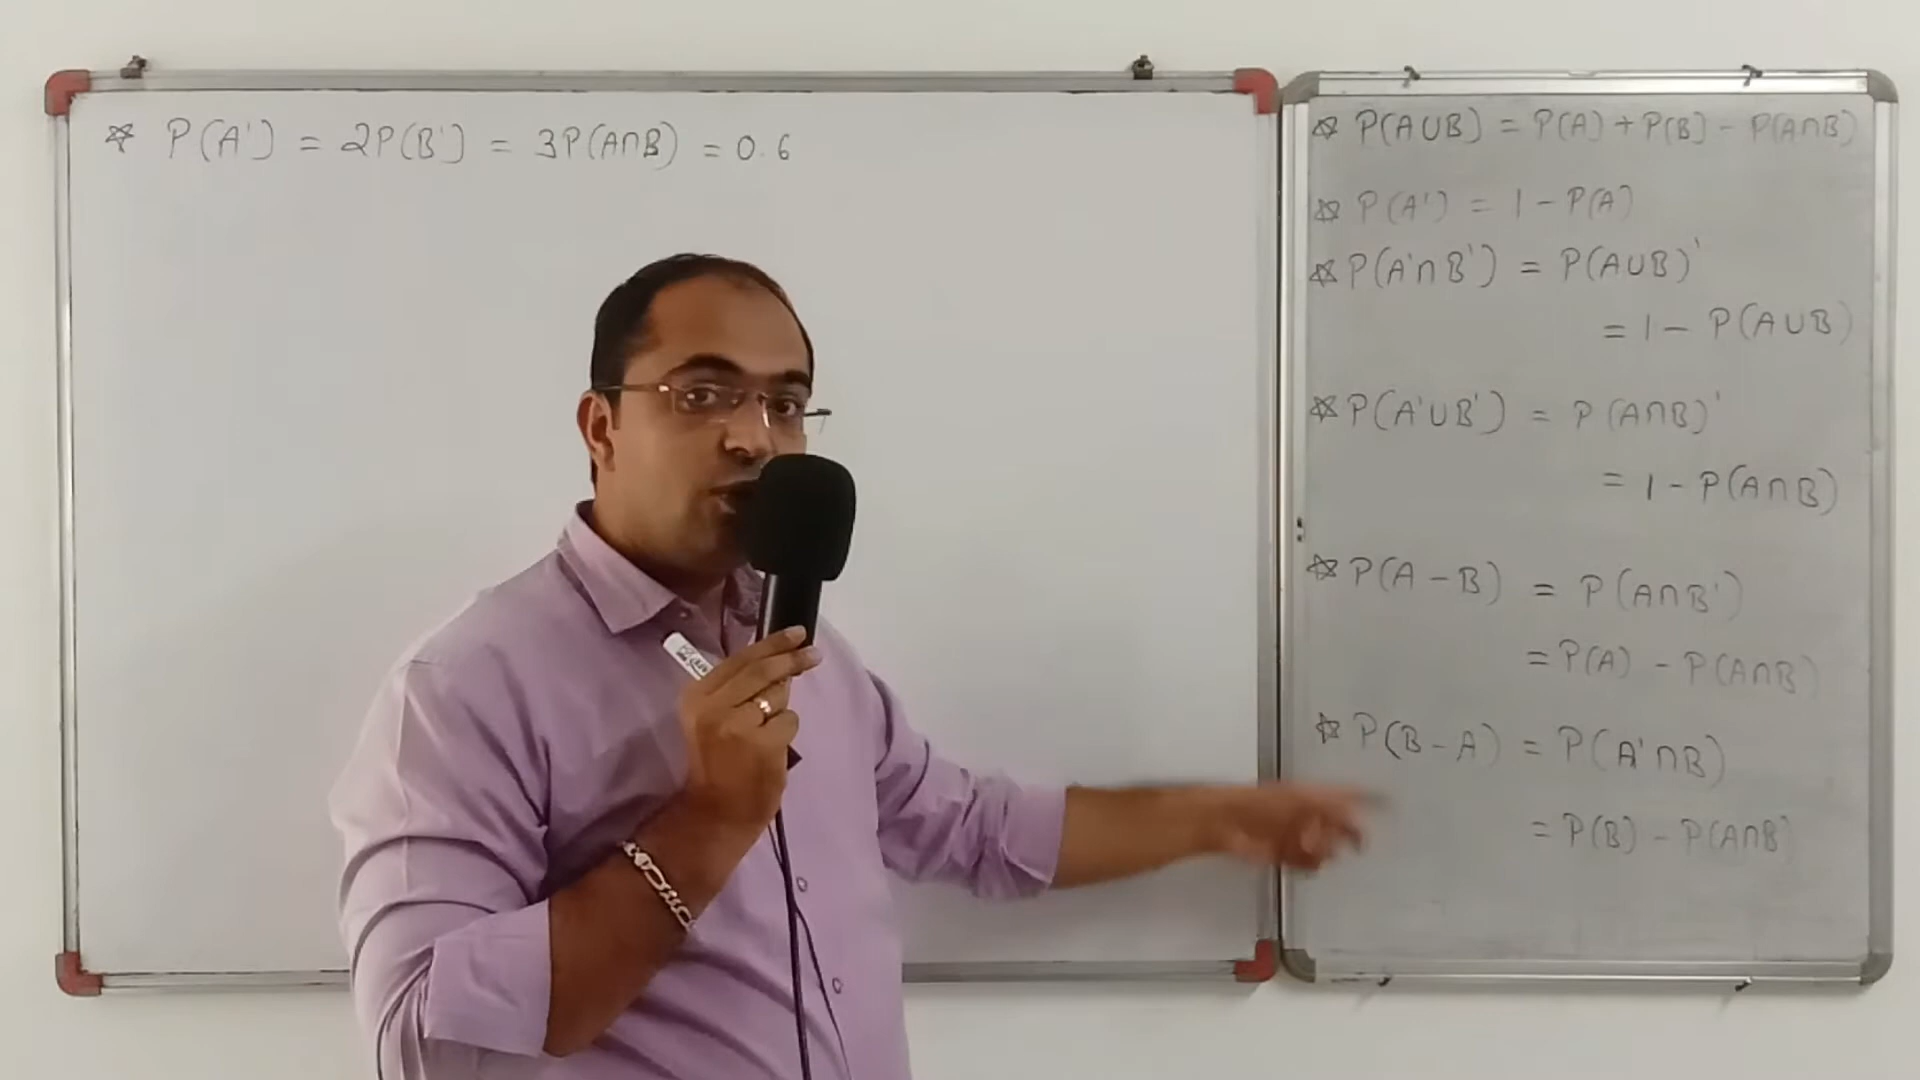 ☆ P(A') = 2P(B') = 3P(A∩B) = 0.6
☆ P(A∪B) = P(A) + P(B) - P(A∩B)
☆ P(A') = 1 - P(A)
☆ P(A'∩B') = P(A∪B)'
= 1 - P(A∪B)
☆ P(A'∪B') = P(A∩B)'
= 1 - P(A∩B)
☆ P(A - B) = P(A∩B')
= P(A) - P(A∩B)
☆ P(B - A) = P(A'∩B)
= P(B) - P(A∩B)